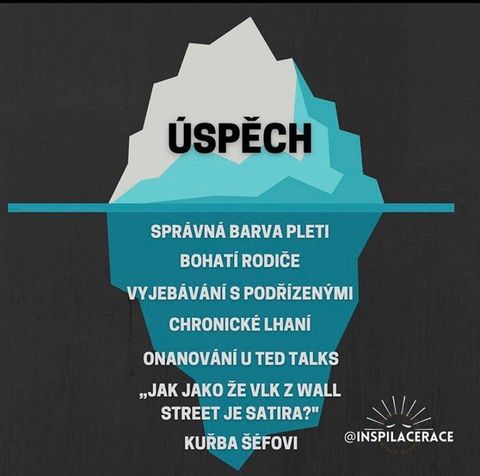 ÚSPĚCH
SPRÁVNÁ BARVA PLETI
BOHATÍ RODIČE
VYJEBÁVÁNÍ S PODŘÍZENÝMI
CHRONICKÉ LHANÍ
ONANOVÁNÍ U TED TALKS
„JAK JAKO ŽE VLK Z WALL
STREET JE SATIRA?"
KUŘBA ŠÉFOVI
@INSPILACERACE